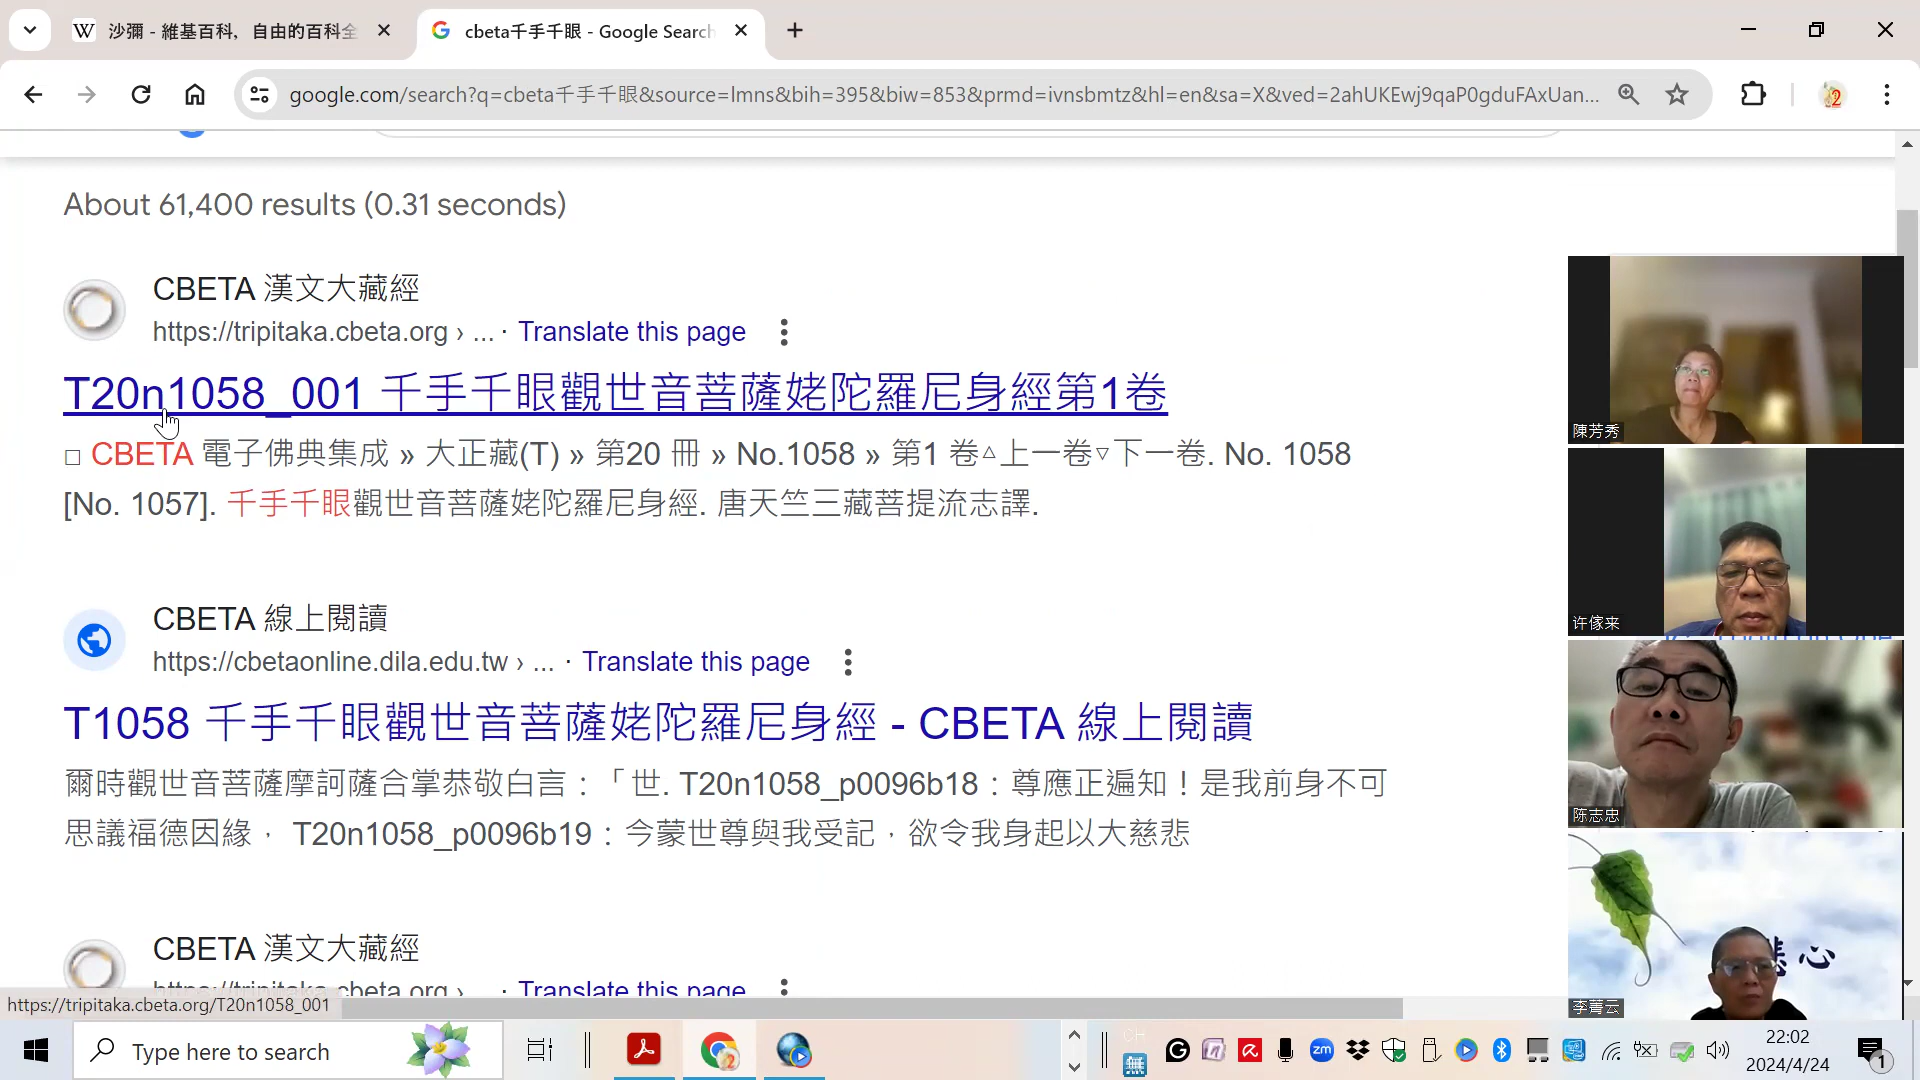 沙彌 - 維基百科，自由的百科全
cbeta千手千眼 - Google Search
google.com/search?q=cbeta千手千眼&source=lmns&bih=395&biw=853&prmd=ivnsbmtz&hl=en&sa=X&ved=2ahUKEwj9qaP0gduFAxUan...
About 61,400 results (0.31 seconds)
CBETA 漢文大藏經
https://tripitaka.cbeta.org › ... · Translate this page
T20n1058_001 千手千眼觀世音菩薩姥陀羅尼身經第1卷
□ CBETA 電子佛典集成 » 大正藏(T) » 第20 冊 » No.1058 » 第1 卷△上一卷▽下一卷. No. 1058
[No. 1057]. 千手千眼觀世音菩薩姥陀羅尼身經. 唐天竺三藏菩提流志譯.
CBETA 線上閱讀
https://cbetaonline.dila.edu.tw › ... · Translate this page
T1058 千手千眼觀世音菩薩姥陀羅尼身經 - CBETA 線上閱讀
爾時觀世音菩薩摩訶薩合掌恭敬白言：「世. T20n1058_p0096b18：尊應正遍知！是我前身不可
思議福德因緣， T20n1058_p0096b19：今蒙世尊與我受記，欲令我身起以大慈悲
CBETA 漢文大藏經
https://tripitaka.cbeta.org › ... · Translate this page
https://tripitaka.cbeta.org/T20n1058_001
陳芳秀
许傢来
陈志忠
悲心
李菁云
Type here to search
CH
zm
22:02
2024/4/24
1